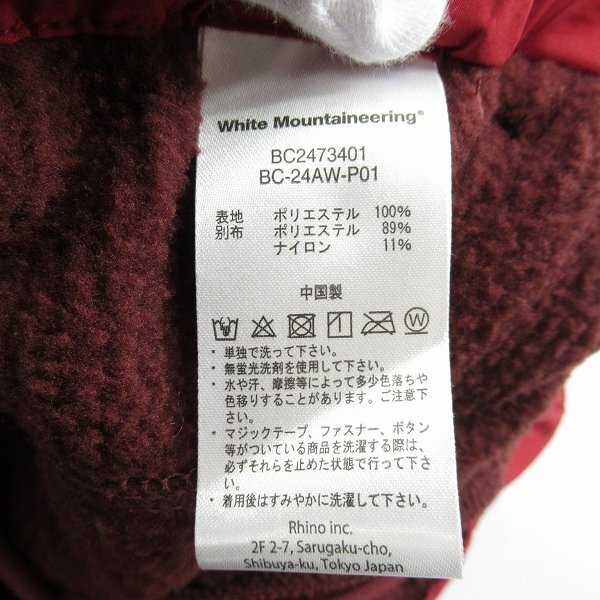 White Mountaineering®
BC2473401
BC-24AW-P01
表地 ポリエステル 100%
別布 ポリエステル 89%
ナイロン 11%
中国製
W
・単独で洗って下さい。
・無蛍光洗剤を使用して下さい。
・水や汗、摩擦等によって多少色落ちや
色移りすることがあります。ご注意下
さい。
・マジックテープ、ファスナー、ボタン
等がついている商品を洗濯する際は、
必ずそれらを止めた状態で行って下さ
い。
・着用後はすみやかに洗濯して下さい。
Rhino inc.
2F 2-7, Sarugaku-cho,
Shibuya-ku, Tokyo Japan